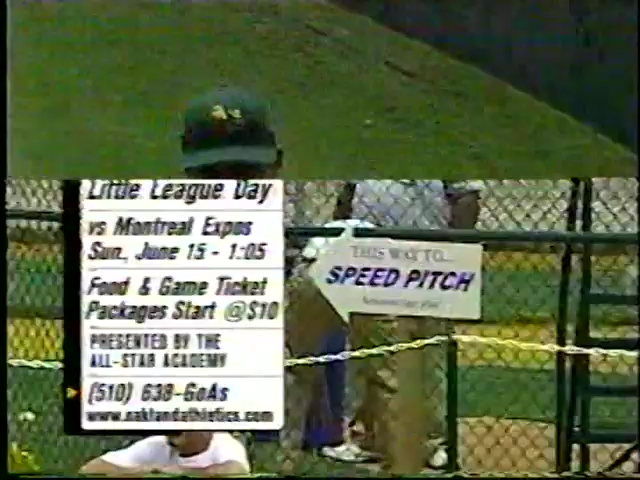 A's
Little League Day
vs Montreal Expos
Sun, June 15 - 1:05
Food & Game Ticket
Packages Start @$10
PRESENTED BY THE
ALL-STAR ACADEMY
(510) 638-GoAs
www.oaklandathletics.com
THIS WAY TO...
SPEED PITCH